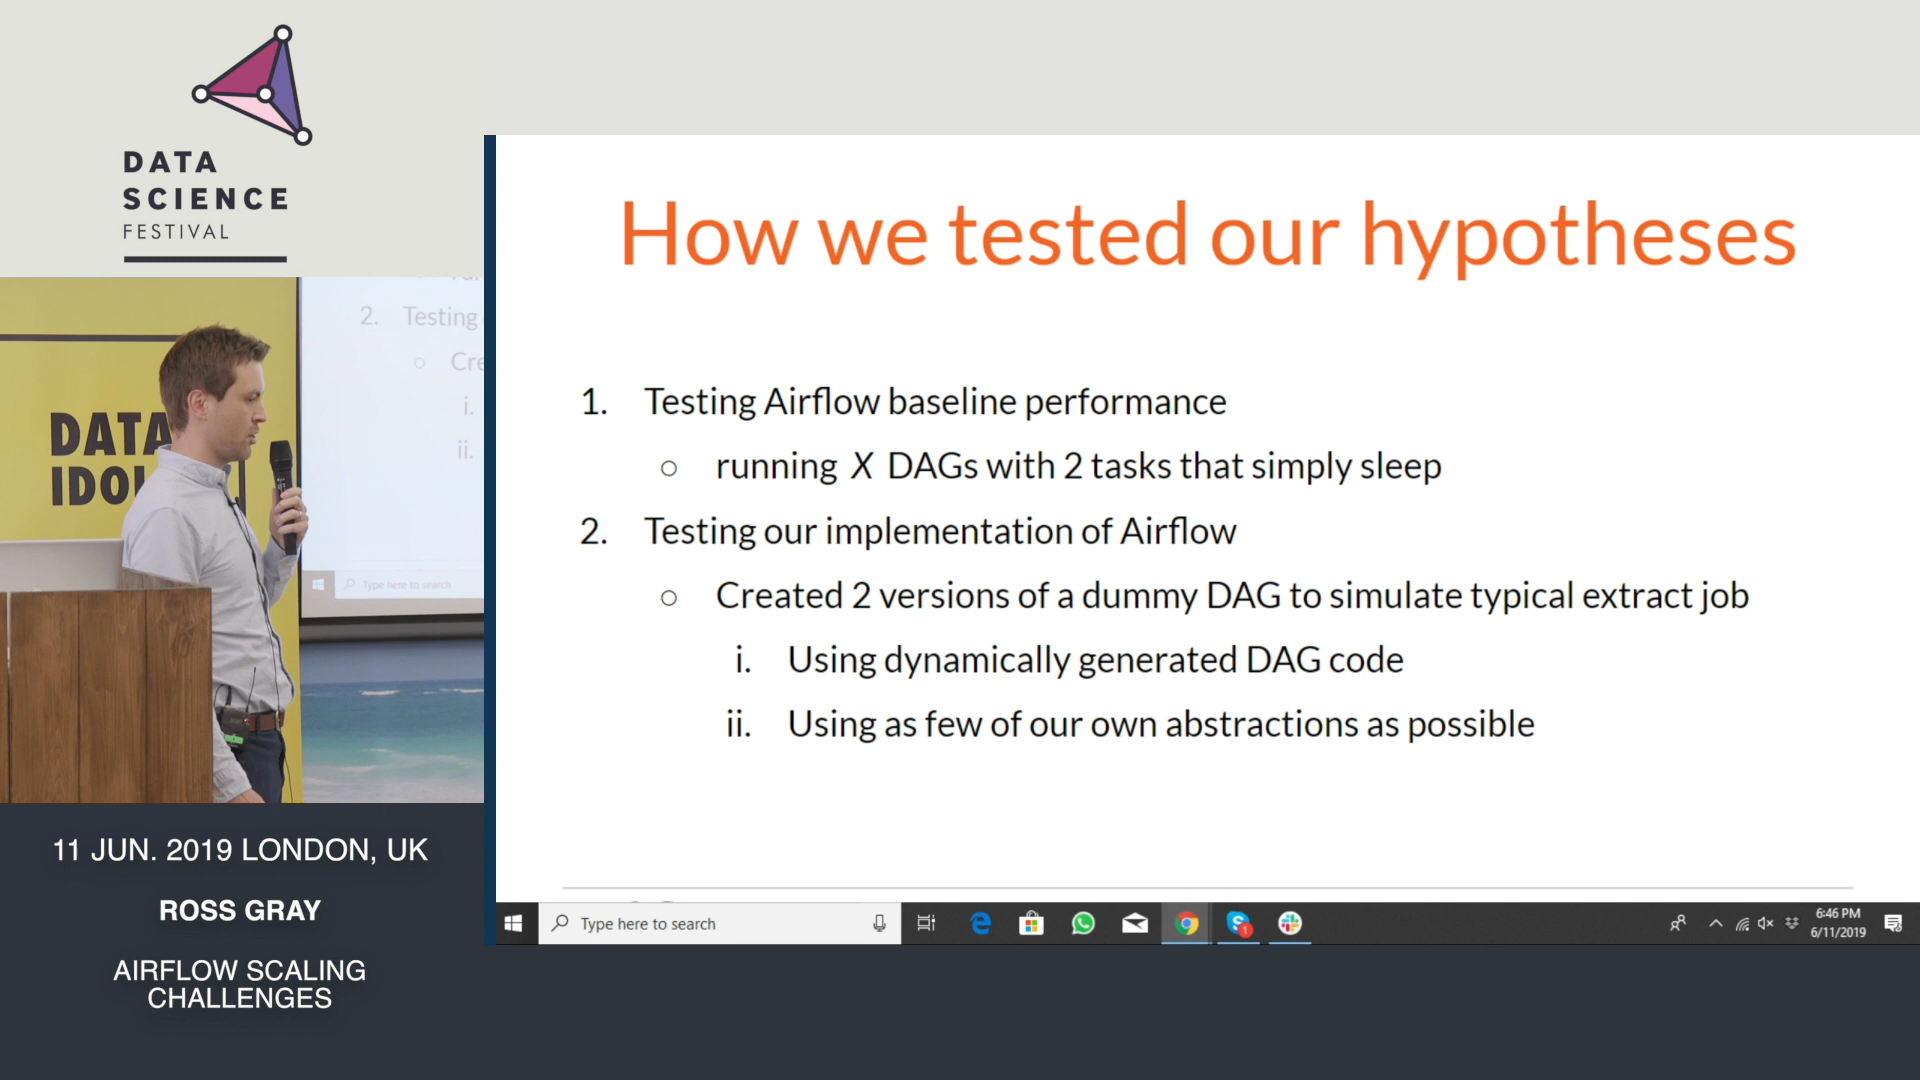 DATA
SCIENCE
FESTIVAL
2. Testing
Cre
i.
ii.
Type here to search
DATA
IDOL
11 JUN. 2019 LONDON, UK
ROSS GRAY
AIRFLOW SCALING
CHALLENGES
How we tested our hypotheses
1. Testing Airflow baseline performance
○ running X DAGs with 2 tasks that simply sleep
2. Testing our implementation of Airflow
○ Created 2 versions of a dummy DAG to simulate typical extract job
i. Using dynamically generated DAG code
ii. Using as few of our own abstractions as possible
Type here to search
1
6:46 PM
6/11/2019